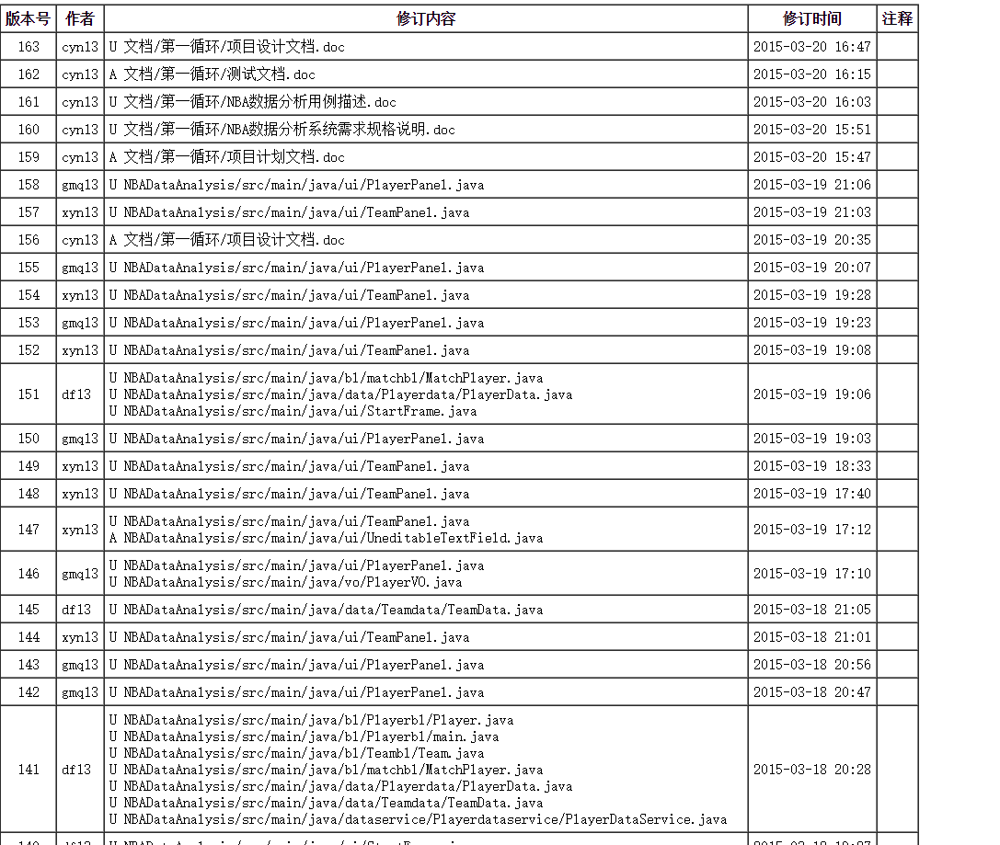 版本号 作者 修订内容 修订时间 注释
163 cyn13 U 文档/第一循环/项目设计文档.doc 2015-03-20 16:47
162 cyn13 A 文档/第一循环/测试文档.doc 2015-03-20 16:15
161 cyn13 U 文档/第一循环/NBA数据分析用例描述.doc 2015-03-20 16:03
160 cyn13 U 文档/第一循环/NBA数据分析系统需求规格说明.doc 2015-03-20 15:51
159 cyn13 A 文档/第一循环/项目计划文档.doc 2015-03-20 15:47
158 gmq13 U NBADataAnalysis/src/main/java/ui/PlayerPanel.java 2015-03-19 21:06
157 xyn13 U NBADataAnalysis/src/main/java/ui/TeamPanel.java 2015-03-19 21:03
156 cyn13 A 文档/第一循环/项目设计文档.doc 2015-03-19 20:35
155 gmq13 U NBADataAnalysis/src/main/java/ui/PlayerPanel.java 2015-03-19 20:07
154 xyn13 U NBADataAnalysis/src/main/java/ui/TeamPanel.java 2015-03-19 19:28
153 gmq13 U NBADataAnalysis/src/main/java/ui/PlayerPanel.java 2015-03-19 19:23
152 xyn13 U NBADataAnalysis/src/main/java/ui/TeamPanel.java 2015-03-19 19:08
U NBADataAnalysis/src/main/java/bl/matchbl/MatchPlayer.java
151 df13 U NBADataAnalysis/src/main/java/data/Playerdata/PlayerData.java 2015-03-19 19:06
U NBADataAnalysis/src/main/java/ui/StartFrame.java
150 gmq13 U NBADataAnalysis/src/main/java/ui/PlayerPanel.java 2015-03-19 19:03
149 xyn13 U NBADataAnalysis/src/main/java/ui/TeamPanel.java 2015-03-19 18:33
148 xyn13 U NBADataAnalysis/src/main/java/ui/TeamPanel.java 2015-03-19 17:40
147 xyn13 U NBADataAnalysis/src/main/java/ui/TeamPanel.java 2015-03-19 17:12
A NBADataAnalysis/src/main/java/ui/UneditableTextField.java
146 gmq13 U NBADataAnalysis/src/main/java/ui/PlayerPanel.java 2015-03-19 17:10
U NBADataAnalysis/src/main/java/vo/PlayerVO.java
145 df13 U NBADataAnalysis/src/main/java/data/Teamdata/TeamData.java 2015-03-18 21:05
144 xyn13 U NBADataAnalysis/src/main/java/ui/TeamPanel.java 2015-03-18 21:01
143 gmq13 U NBADataAnalysis/src/main/java/ui/PlayerPanel.java 2015-03-18 20:56
142 gmq13 U NBADataAnalysis/src/main/java/ui/PlayerPanel.java 2015-03-18 20:47
U NBADataAnalysis/src/main/java/bl/Playerbl/Player.java
U NBADataAnalysis/src/main/java/bl/Playerbl/main.java
U NBADataAnalysis/src/main/java/bl/Teambl/Team.java
141 df13 U NBADataAnalysis/src/main/java/bl/matchbl/MatchPlayer.java 2015-03-18 20:28
U NBADataAnalysis/src/main/java/data/Playerdata/PlayerData.java
U NBADataAnalysis/src/main/java/data/Teamdata/TeamData.java
U NBADataAnalysis/src/main/java/dataservice/Playerdataservice/PlayerDataService.java